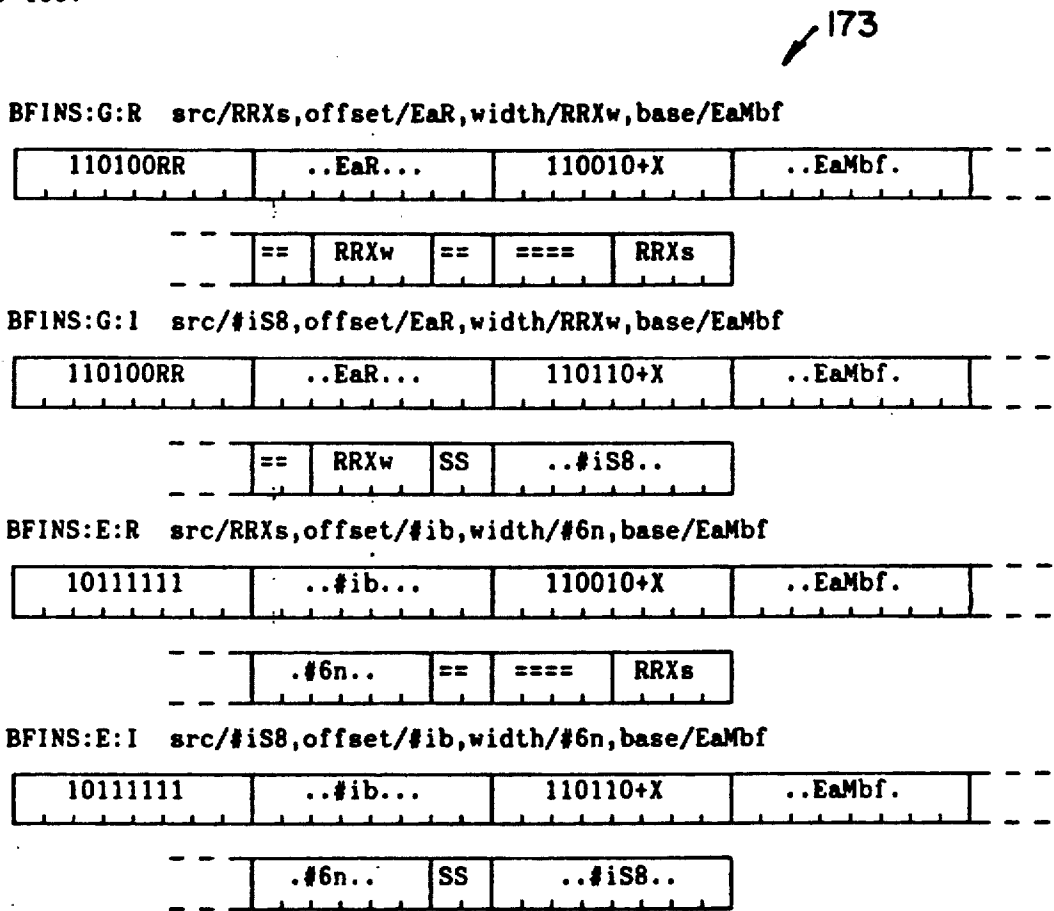 173
BFINS:G:R src/RRXs,offset/EaR,width/RRXw,base/EaMbf
110100RR ..EaR... 110010+X ..EaMbf.
== RRXw == ==== RRXs
BFINS:G:1 src/#iS8,offset/EaR,width/RRXw,base/EaMbf
110100RR ..EaR... 110110+X ..EaMbf.
== RRXw SS ..#iS8..
BFINS:E:R src/RRXs,offset/#ib,width/#6n,base/EaMbf
10111111 ..#ib... 110010+X ..EaMbf.
.#6n.. == ==== RRXs
BFINS:E:I src/#iS8,offset/#ib,width/#6n,base/EaMbf
10111111 ..#ib... 110110+X ..EaMbf.
.#6n.. SS ..#iS8..